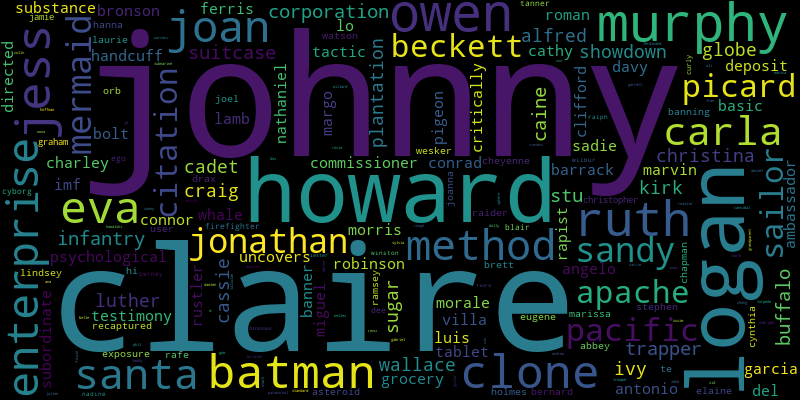 substance
jamie
bronson
ferris
corporation
owen
roman
tanner
hanna
joan
lo
alfred
murphy
laurie
watson
tactic
beckett
cathy
showdown
globe
handcuff
suitcase
davy
deposit
directed
jess
mermaid
johnny
picard
orb
joel
nathaniel
margo
plantation
pigeon
critically
caine
clifford
basic
curly
banning
bolt
citation
lamb
ralph
carla
graham
wesker
sadie
charley
commissioner
conrad
cheyenne
barrack
marvin
christina
cyborg
imf
cadet
drax
howard
joanna
stu
kirk
enterprise
ego
craig
christopher
eva
connor
whale
raider
rapist
ruth
logan
sailor
ambassador
user
firefighter
morris
blair
infantry
jonathan
method
sandy
psychological
uncovers
robinson
brett
chapman
hi
barney
winston
angelo
lindsey
claire
banner
miguel
ramsey
sugar
apache
buffalo
rustler
cassie
dee
morale
marissa
stephen
luther
villa
eugene
pacific
cynthia
subordinate
testimony
recaptured
luis
abbey
trapper
exposure
rafe
tablet
santa
batman
wallace
clone
ivy
te
garcia
grocery
antonio
del
nadine
asteroid
holmes
bernard
elaine